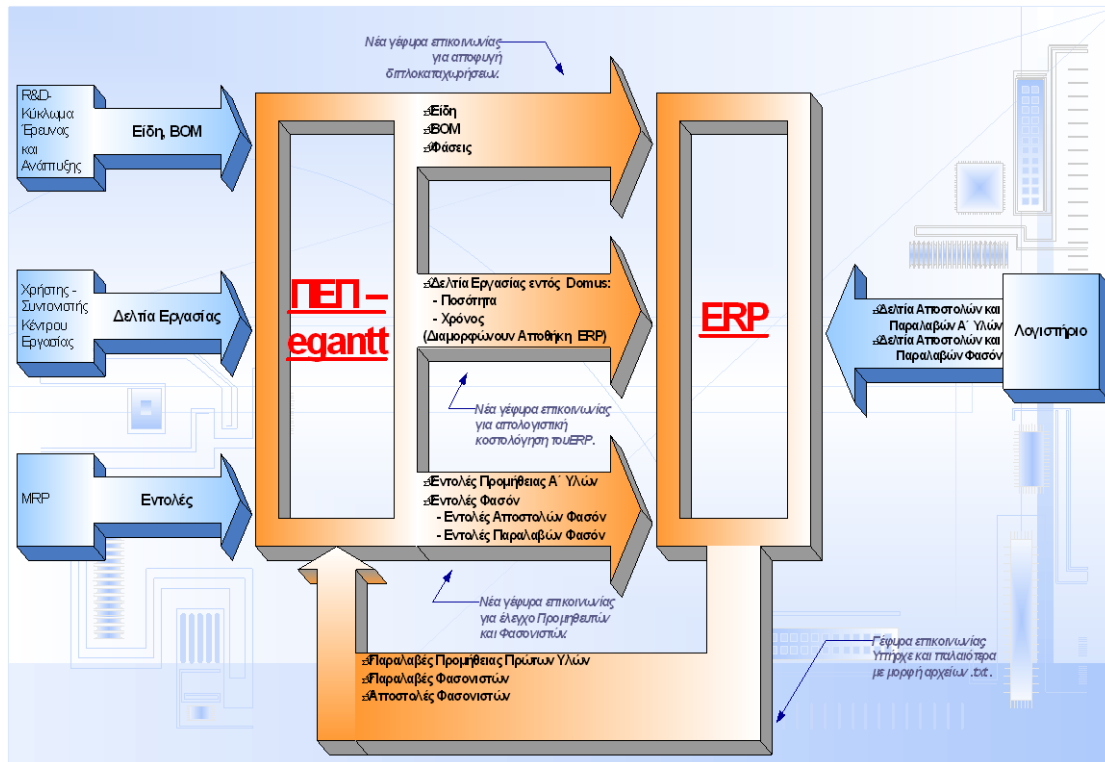 Νέα γέφυρα επικοινωνίας
για αποφυγή
διπλοκαταχωρήσεων.
R&D-
Κύκλωμα
Έρευνας
και
Ανάπτυξης
Είδη, BOM
Είδη
BOM
Φάσεις
Χρήστης -
Συντονιστής
Κέντρου
Εργασίας
Δελτία Εργασίας
ΠΕΠ –
egantt
Δελτία Εργασίας εντός Domus:
- Ποσότητα
- Χρόνος
(Διαμορφώνουν Αποθήκη ERP)
ERP
Δελτία Αποστολών και
Παραλαβών Α΄ Υλών
Δελτία Αποστολών και
Παραλαβών Φασόν
Λογιστήριο
Νέα γέφυρα επικοινωνίας
για απολογιστική
κοστολόγηση του ERP.
MRP
Εντολές
Εντολές Προμήθειας Α΄ Υλών
Εντολές Φασόν
- Εντολές Αποστολών Φασόν
- Εντολές Παραλαβών Φασόν
Νέα γέφυρα επικοινωνίας
για έλεγχο Προμηθευτών
και Φασονιστών.
Παραλαβές Προμήθειας Πρώτων Υλών
Παραλαβές Φασονιστών
Αποστολές Φασονιστών
Γέφυρα επικοινωνίας.
Υπήρχε και παλαιότερα
με μορφή αρχείων .txt.